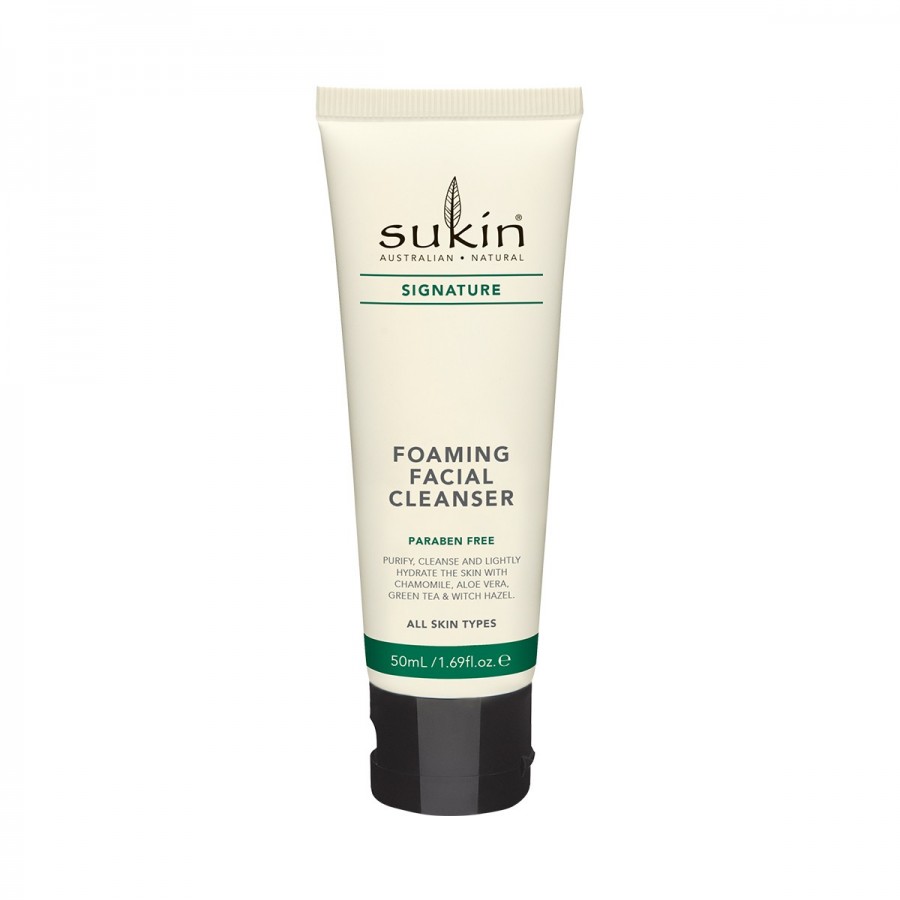 sukin®
AUSTRALIAN • NATURAL
SIGNATURE
FOAMING
FACIAL
CLEANSER
PARABEN FREE
PURIFY, CLEANSE AND LIGHTLY
HYDRATE THE SKIN WITH
CHAMOMILE, ALOE VERA,
GREEN TEA & WITCH HAZEL.
ALL SKIN TYPES
50mL /1.69fl.oz. ℮